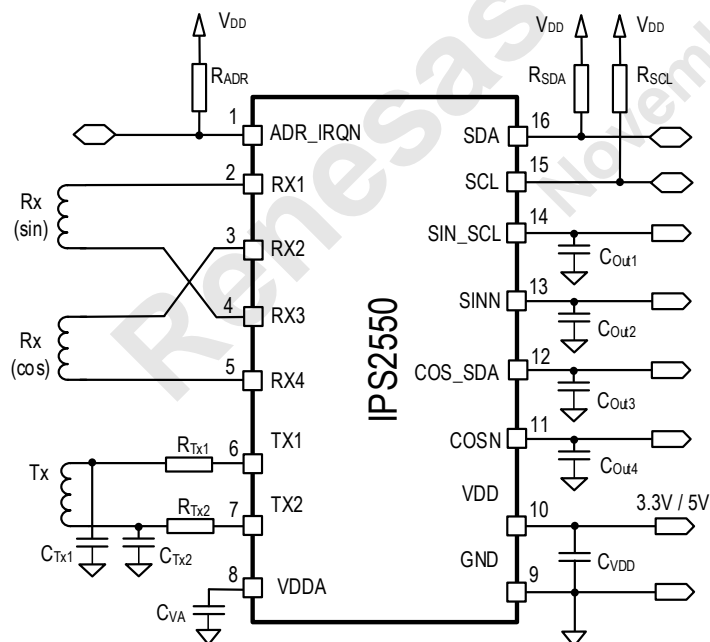 VDD
VDD
VDD
RADR
RSDA
RSCL
1
ADR_IRQN
SDA
16
2
RX1
SCL
15
Rx
(sin)
3
RX2
SIN_SCL
14
COut1
4
RX3
SINN
13
COut2
Rx
(cos)
5
RX4
COS_SDA
12
COut3
IPS2550
RTx1
6
TX1
COSN
11
COut4
Tx
RTx2
7
TX2
VDD
10
3.3V / 5V
CTx1
CTx2
CVDD
8
VDDA
GND
9
CVA
Renesas
Novemb